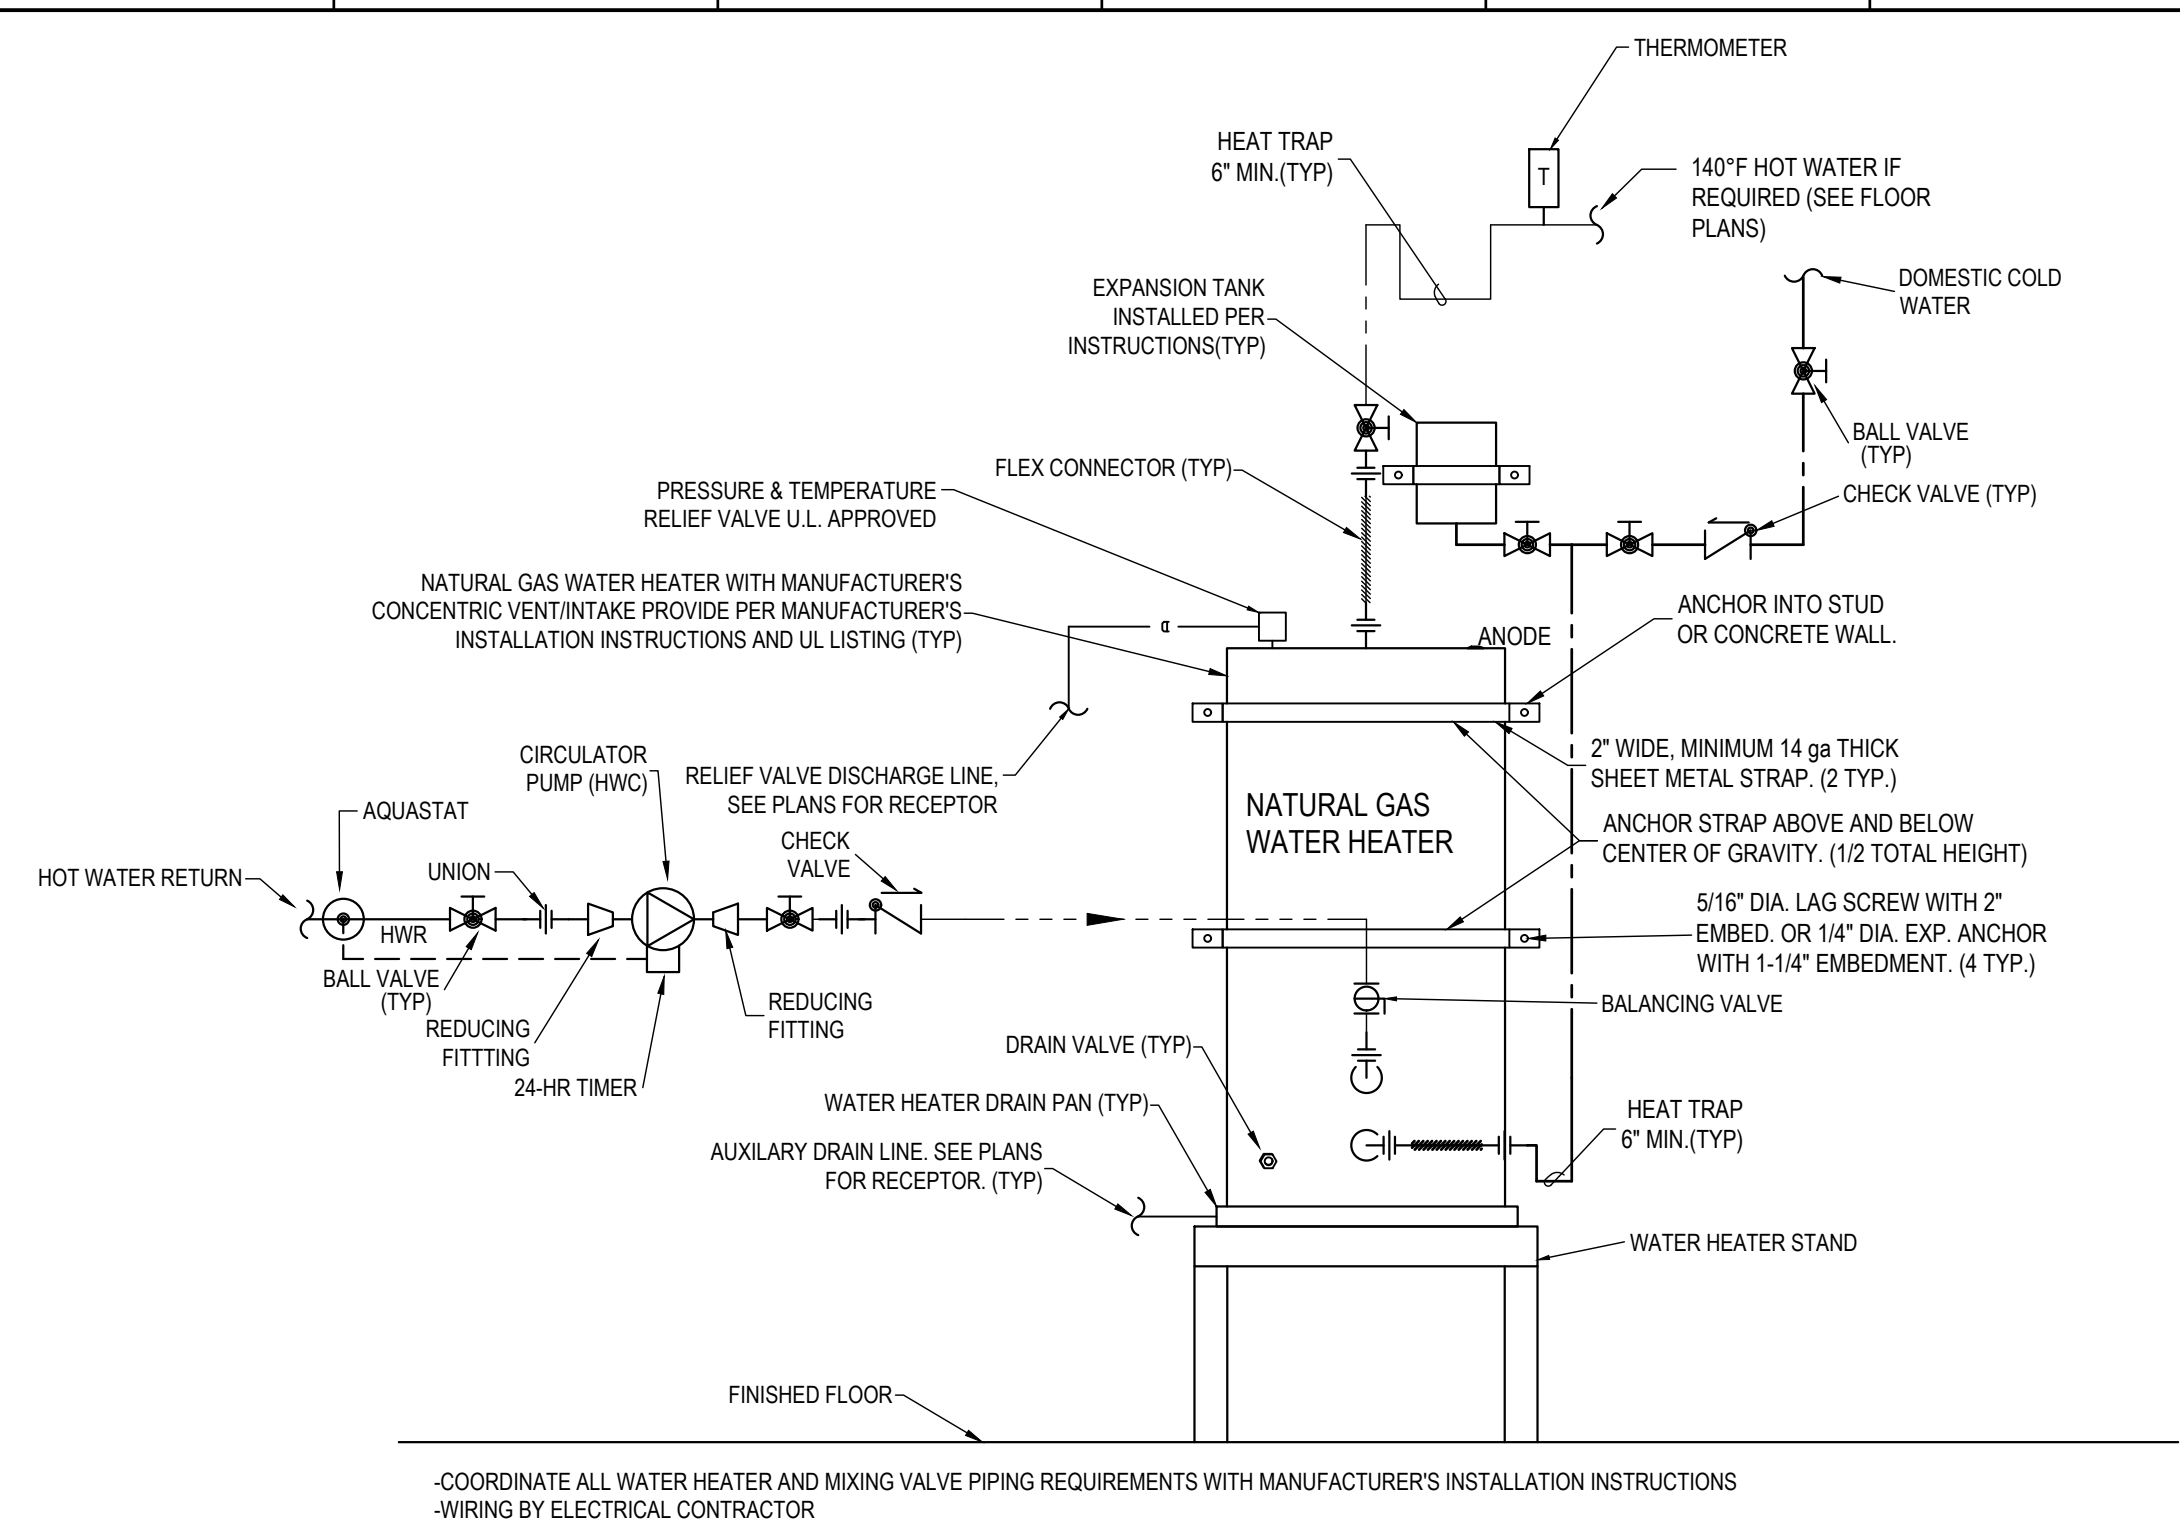 THERMOMETER
HEAT TRAP
6" MIN.(TYP)
T
140°F HOT WATER IF
REQUIRED (SEE FLOOR
PLANS)
EXPANSION TANK
INSTALLED PER
INSTRUCTIONS(TYP)
DOMESTIC COLD
WATER
BALL VALVE
(TYP)
FLEX CONNECTOR (TYP)
CHECK VALVE (TYP)
PRESSURE & TEMPERATURE
RELIEF VALVE U.L. APPROVED
NATURAL GAS WATER HEATER WITH MANUFACTURER'S
CONCENTRIC VENT/INTAKE PROVIDE PER MANUFACTURER'S
INSTALLATION INSTRUCTIONS AND UL LISTING (TYP)
ANODE
ANCHOR INTO STUD
OR CONCRETE WALL.
CIRCULATOR
PUMP (HWC)
RELIEF VALVE DISCHARGE LINE,
SEE PLANS FOR RECEPTOR
2" WIDE, MINIMUM 14 ga THICK
SHEET METAL STRAP. (2 TYP.)
NATURAL GAS
WATER HEATER
AQUASTAT
CHECK
VALVE
ANCHOR STRAP ABOVE AND BELOW
CENTER OF GRAVITY. (1/2 TOTAL HEIGHT)
HOT WATER RETURN
UNION
HWR
5/16" DIA. LAG SCREW WITH 2"
EMBED. OR 1/4" DIA. EXP. ANCHOR
WITH 1-1/4" EMBEDMENT. (4 TYP.)
BALL VALVE
(TYP)
REDUCING
FITTTING
REDUCING
FITTING
24-HR TIMER
BALANCING VALVE
DRAIN VALVE (TYP)
WATER HEATER DRAIN PAN (TYP)
HEAT TRAP
6" MIN.(TYP)
AUXILARY DRAIN LINE. SEE PLANS
FOR RECEPTOR. (TYP)
WATER HEATER STAND
FINISHED FLOOR
-COORDINATE ALL WATER HEATER AND MIXING VALVE PIPING REQUIREMENTS WITH MANUFACTURER'S INSTALLATION INSTRUCTIONS
-WIRING BY ELECTRICAL CONTRACTOR